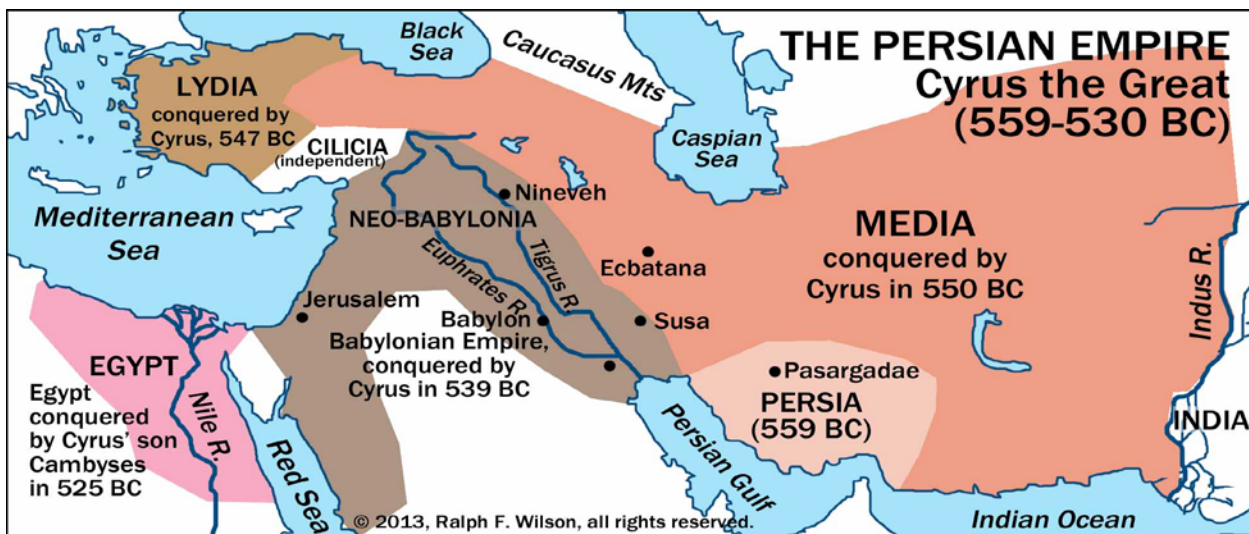 THE PERSIAN EMPIRE
Cyrus the Great
(559-530 BC)
Black
Sea
Caucasus Mts
Caspian
Sea
LYDIA
conquered by
Cyrus, 547 BC
CILICIA
(independent)
Mediterranean
Sea
Nineveh
NEO-BABYLONIA
Tigrus R.
Euphrates R.
Ecbatana
MEDIA
conquered by
Cyrus in 550 BC
Indus R.
Jerusalem
Babylon
Susa
Babylonian Empire,
conquered by
Cyrus in 539 BC
EGYPT
Egypt
conquered
by Cyrus’ son
Cambyses
in 525 BC
Nile R.
Red Sea
Pasargadae
PERSIA
(559 BC)
Persian Gulf
INDIA
Indian Ocean
© 2013, Ralph F. Wilson, all rights reserved.